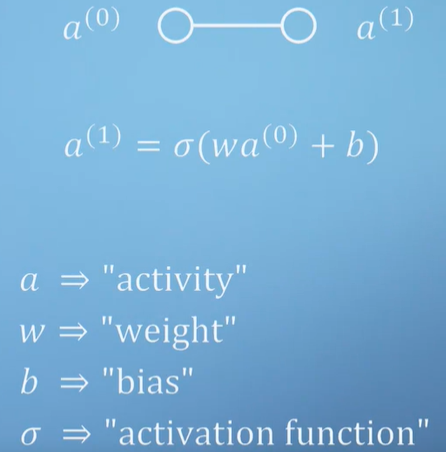 a⁽⁰⁾ a⁽¹⁾
a⁽¹⁾ = σ(wa⁽⁰⁾ + b)
a ⇒ "activity"
w ⇒ "weight"
b ⇒ "bias"
σ ⇒ "activation function"